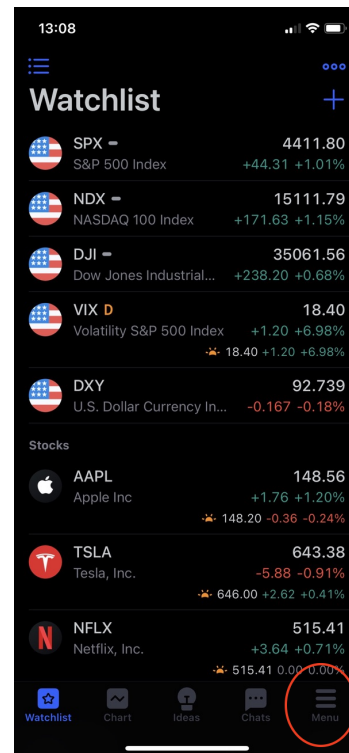 13:08
Watchlist
SPX
4411.80
S&P 500 Index
+44.31 +1.01%
NDX
15111.79
NASDAQ 100 Index
+171.63 +1.15%
DJI
35061.56
Dow Jones Industrial...
+238.20 +0.68%
VIX D
18.40
Volatility S&P 500 Index
+1.20 +6.98%
18.40 +1.20 +6.98%
DXY
92.739
U.S. Dollar Currency In...
-0.167 -0.18%
Stocks
AAPL
148.56
Apple Inc
+1.76 +1.20%
148.20 -0.36 -0.24%
TSLA
643.38
Tesla, Inc.
-5.88 -0.91%
646.00 +2.62 +0.41%
NFLX
515.41
Netflix, Inc.
+3.64 +0.71%
515.41 0.00 0.00%
Watchlist
Chart
Ideas
Chats
Menu